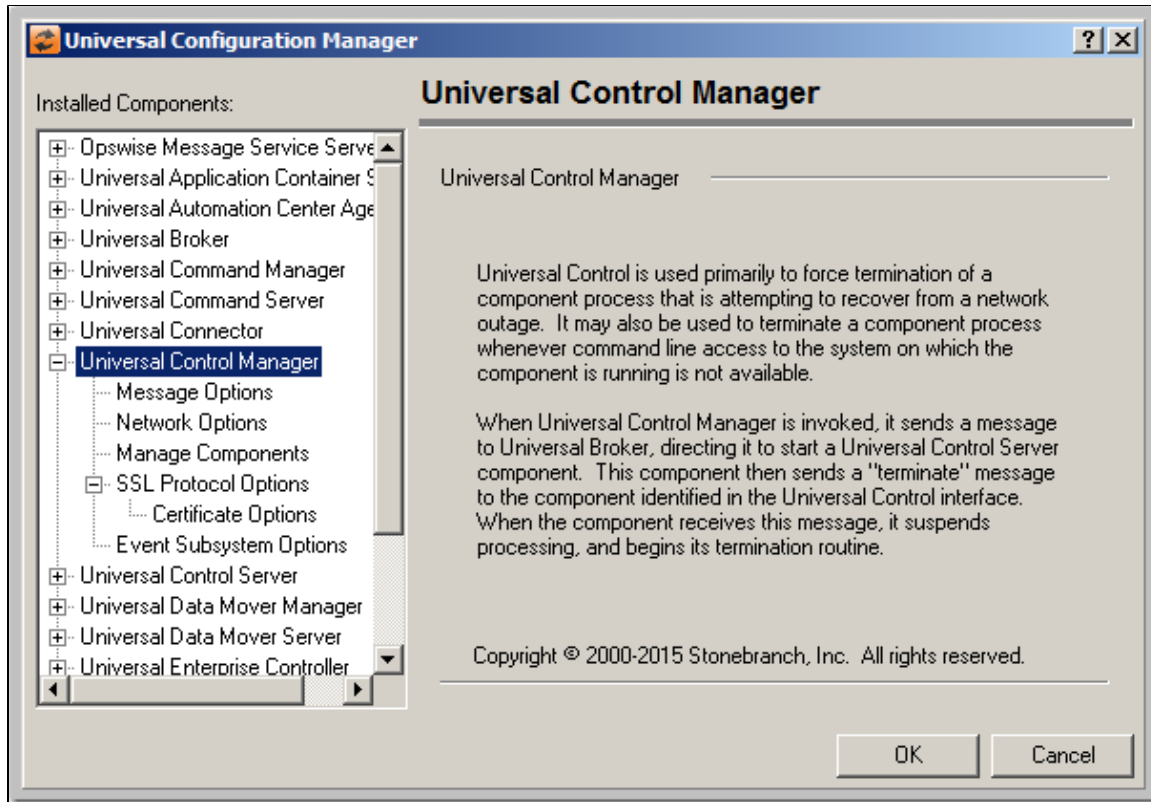 Universal Configuration Manager
Installed Components:
Opswise Message Service Serve
Universal Application Container S
Universal Automation Center Age
Universal Broker
Universal Command Manager
Universal Command Server
Universal Connector
Universal Control Manager
Message Options
Network Options
Manage Components
SSL Protocol Options
Certificate Options
Event Subsystem Options
Universal Control Server
Universal Data Mover Manager
Universal Data Mover Server
Universal Enterprise Controller
Universal Control Manager
Universal Control Manager
Universal Control is used primarily to force termination of a
component process that is attempting to recover from a network
outage. It may also be used to terminate a component process
whenever command line access to the system on which the
component is running is not available.
When Universal Control Manager is invoked, it sends a message
to Universal Broker, directing it to start a Universal Control Server
component. This component then sends a "terminate" message
to the component identified in the Universal Control interface.
When the component receives this message, it suspends
processing, and begins its termination routine.
Copyright © 2000-2015 Stonebranch, Inc. All rights reserved.
OK
Cancel